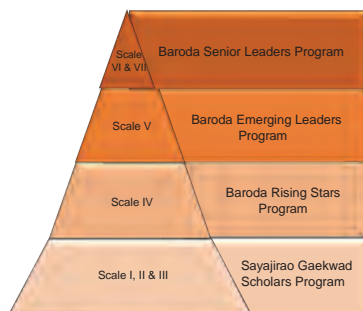 Scale
VI & VII
Baroda Senior Leaders Program
Scale V
Baroda Emerging Leaders
Program
Scale IV
Baroda Rising Stars
Program
Scale I, II & III
Sayajirao Gaekwad
Scholars Program